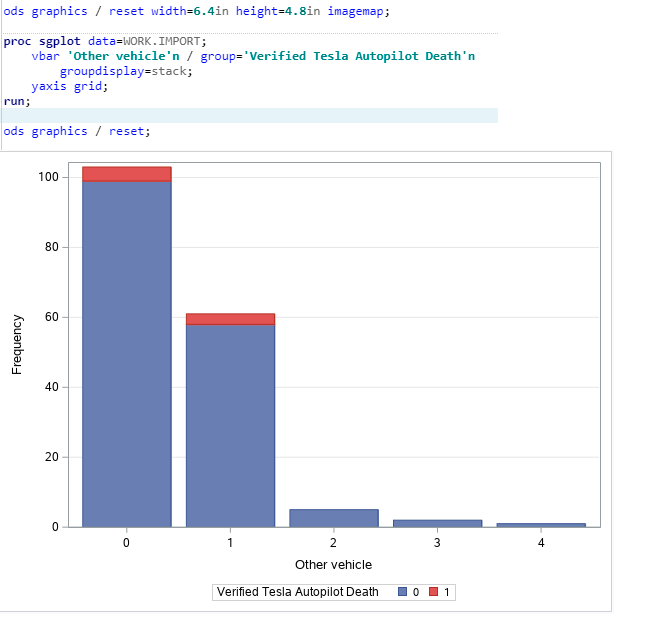 ods graphics / reset width=6.4in height=4.8in imagemap;
proc sgplot data=WORK.IMPORT;
vbar 'Other vehicle'n / group='Verified Tesla Autopilot Death'n
groupdisplay=stack;
yaxis grid;
run;
ods graphics / reset;
100
80
60
40
20
0
Frequency
0 1 2 3 4
Other vehicle
Verified Tesla Autopilot Death 0 1